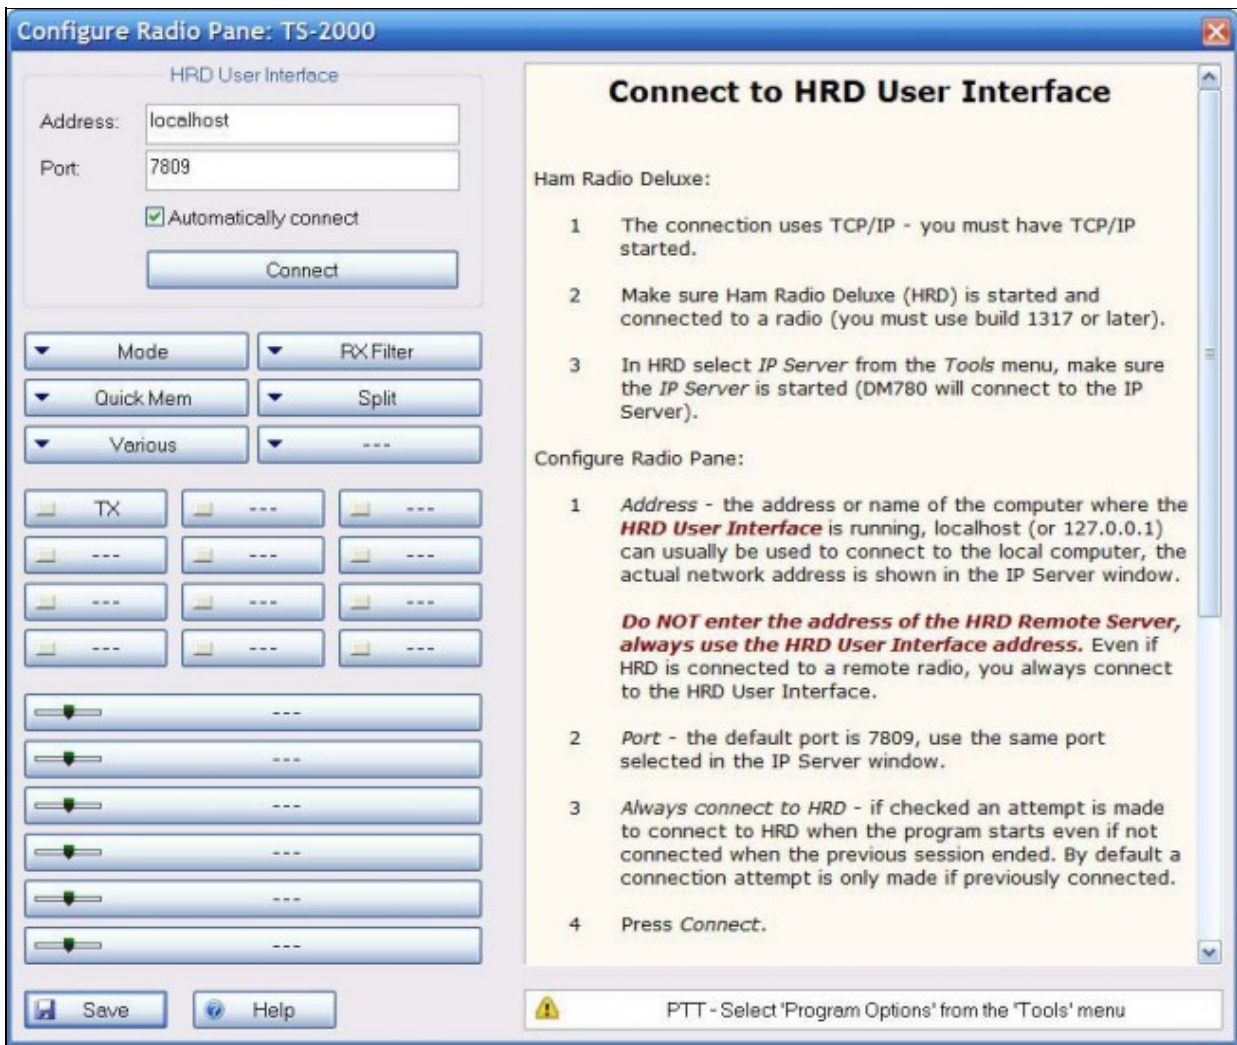 Configure Radio Pane: TS-2000
HRD User Interface
Address: localhost
Port: 7809
Automatically connect
Connect
Mode RX Filter
Quick Mem Split
Various ---
TX --- ---
--- --- ---
--- --- ---
--- --- ---
---
---
---
---
---
---
Save Help
Connect to HRD User Interface
Ham Radio Deluxe:
1 The connection uses TCP/IP - you must have TCP/IP
started.
2 Make sure Ham Radio Deluxe (HRD) is started and
connected to a radio (you must use build 1317 or later).
3 In HRD select IP Server from the Tools menu, make sure
the IP Server is started (DM780 will connect to the IP
Server).
Configure Radio Pane:
1 Address - the address or name of the computer where the
HRD User Interface is running, localhost (or 127.0.0.1)
can usually be used to connect to the local computer, the
actual network address is shown in the IP Server window.
Do NOT enter the address of the HRD Remote Server,
always use the HRD User Interface address. Even if
HRD is connected to a remote radio, you always connect
to the HRD User Interface.
2 Port - the default port is 7809, use the same port
selected in the IP Server window.
3 Always connect to HRD - if checked an attempt is made
to connect to HRD when the program starts even if not
connected when the previous session ended. By default a
connection attempt is only made if previously connected.
4 Press Connect.
PTT - Select 'Program Options' from the 'Tools' menu